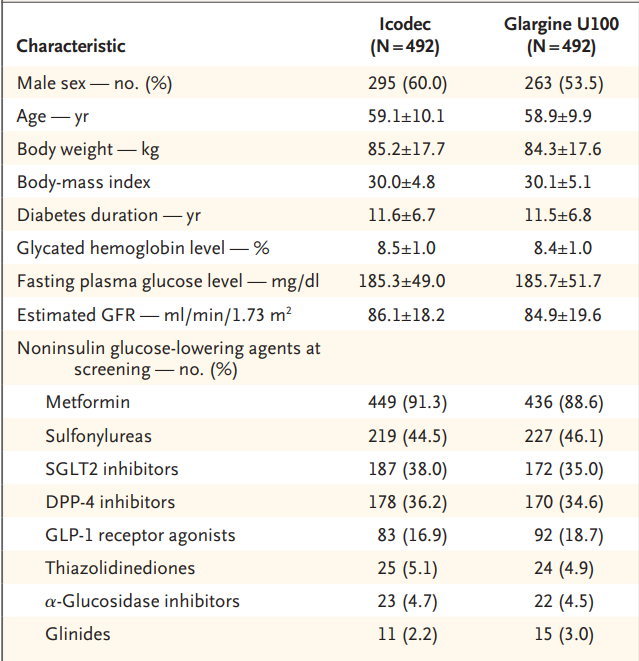 Characteristic Icodec (N=492) Glargine U100 (N=492)
Male sex — no. (%) 295 (60.0) 263 (53.5)
Age — yr 59.1±10.1 58.9±9.9
Body weight — kg 85.2±17.7 84.3±17.6
Body-mass index 30.0±4.8 30.1±5.1
Diabetes duration — yr 11.6±6.7 11.5±6.8
Glycated hemoglobin level — % 8.5±1.0 8.4±1.0
Fasting plasma glucose level — mg/dl 185.3±49.0 185.7±51.7
Estimated GFR — ml/min/1.73 m² 86.1±18.2 84.9±19.6
Noninsulin glucose-lowering agents at
screening — no. (%)
Metformin 449 (91.3) 436 (88.6)
Sulfonylureas 219 (44.5) 227 (46.1)
SGLT2 inhibitors 187 (38.0) 172 (35.0)
DPP-4 inhibitors 178 (36.2) 170 (34.6)
GLP-1 receptor agonists 83 (16.9) 92 (18.7)
Thiazolidinediones 25 (5.1) 24 (4.9)
α-Glucosidase inhibitors 23 (4.7) 22 (4.5)
Glinides 11 (2.2) 15 (3.0)